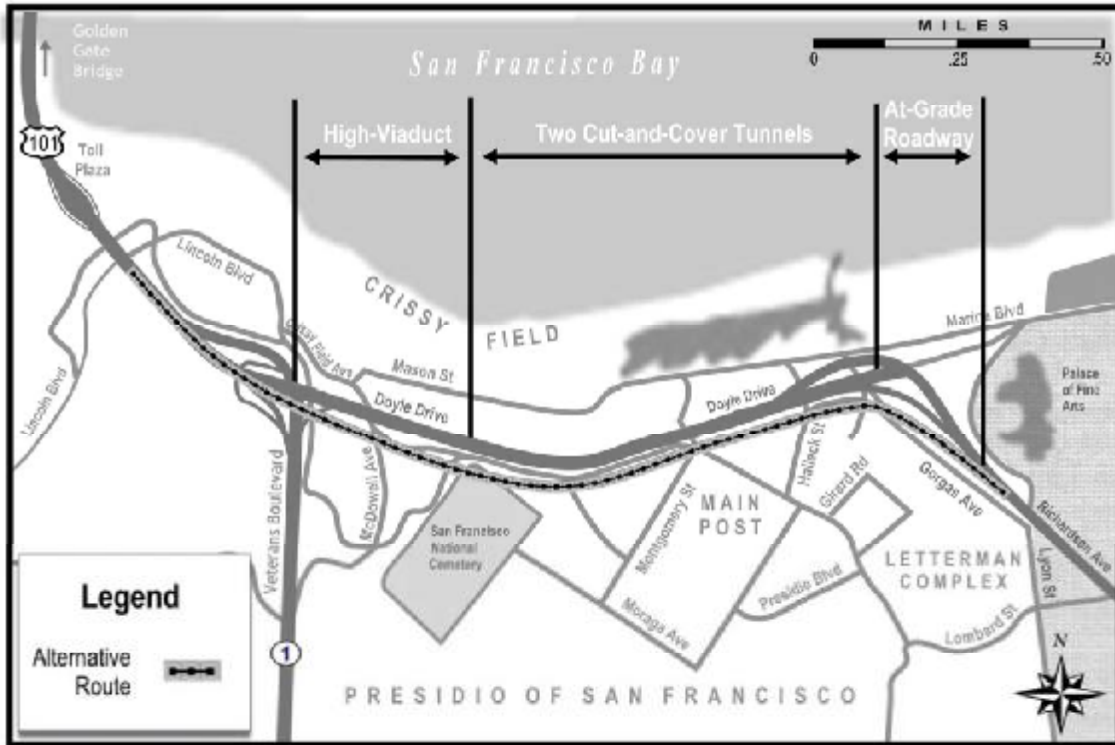 Golden
Gate
Bridge
San Francisco Bay
MILES
0 .25 .50
101
Toll
Plaza
High-Viaduct
Two Cut-and-Cover Tunnels
At-Grade
Roadway
Lincoln Blvd
CRISSY
FIELD
Mason St
Marina Blvd
Lincoln Blvd
Doyle Drive
Doyle Drive
Palace
of Fine
Arts
Veterans Boulevard
McDowell Ave
San Francisco
National
Cemetery
Montgomery St
MAIN
POST
Halleck St
Girard Rd
Gorgas Ave
Richardson Ave
LETTERMAN
COMPLEX
Lyon St
Presidio Blvd
Moraga Ave
Lombard St
Legend
Alternative
Route
1
PRESIDIO OF SAN FRANCISCO
N